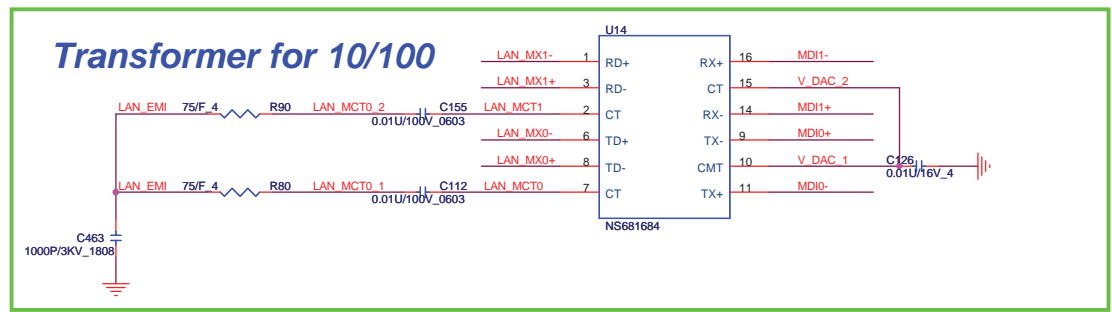 U14
Transformer for 10/100
LAN_MX1- 1 RD+ RX+ 16 MDI1-
LAN_MX1+ 3 RD- CT 15 V_DAC_2
LAN_EMI 75/F_4 R90 LAN_MCT0_2 C155 LAN_MCT1 2 CT RX- 14 MDI1+
0.01U/100V_0603
LAN_MX0- 6 TD+ TX- 9 MDI0+
LAN_MX0+ 8 TD- CMT 10 V_DAC_1 C126
0.01U/16V_4
LAN_EMI 75/F_4 R80 LAN_MCT0_1 C112 LAN_MCT0 7 CT TX+ 11 MDI0-
0.01U/100V_0603
NS681684
C463
1000P/3KV_1808